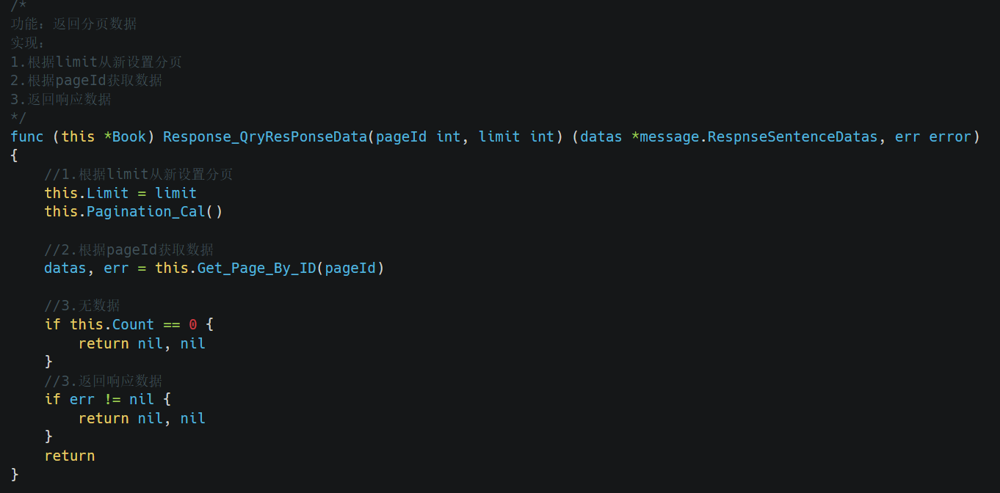 /*
功能: 返回分页数据
实现:
1.根据limit从新设置分页
2.根据pageId获取数据
3.返回响应数据
*/
func (this *Book) Response_QryResPonseData(pageId int, limit int) (datas *message.RespnseSentenceDatas, err error)
{
//1.根据limit从新设置分页
this.Limit = limit
this.Pagination_Cal()
//2.根据pageId获取数据
datas, err = this.Get_Page_By_ID(pageId)
//3.无数据
if this.Count == 0 {
return nil, nil
}
//3.返回响应数据
if err != nil {
return nil, nil
}
return
}